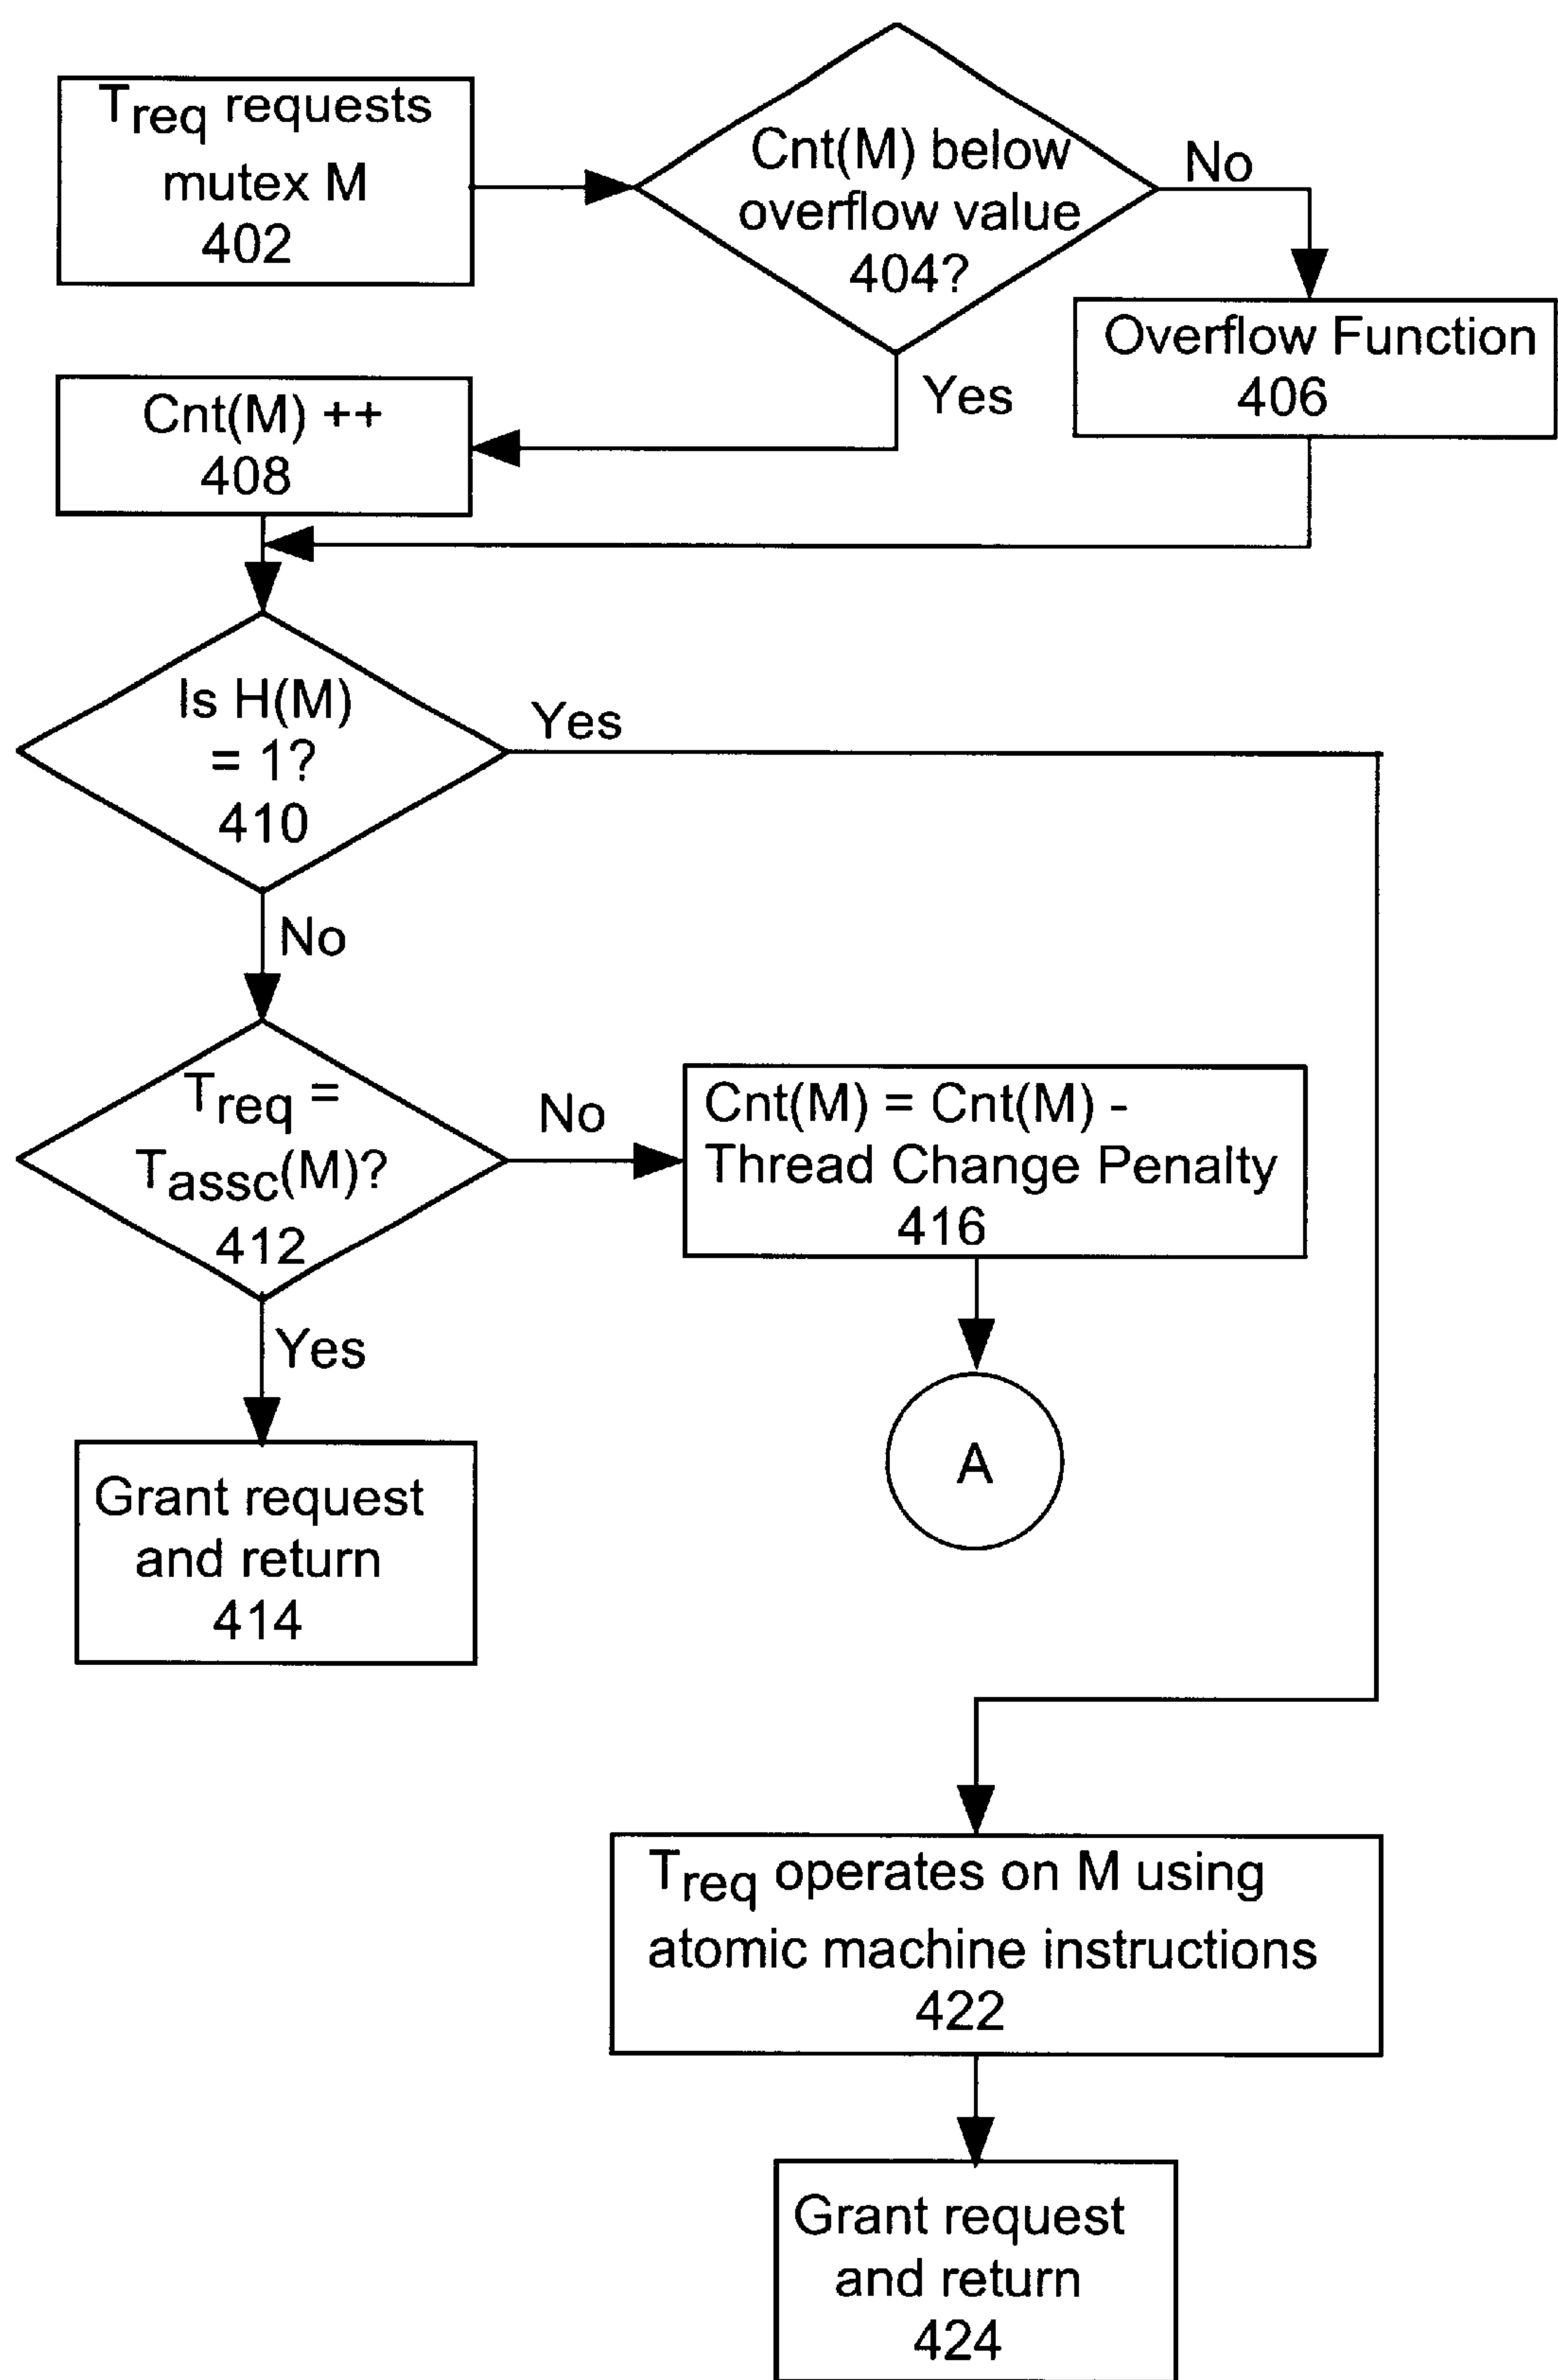 Treq requests
mutex M
402
Cnt(M) below
overflow value
404?
No
Overflow Function
406
Yes
Cnt(M) ++
408
Is H(M)
= 1?
410
Yes
No
Treq =
Tassc(M)?
412
No
Cnt(M) = Cnt(M) -
Thread Change Penalty
416
Yes
A
Grant request
and return
414
Treq operates on M using
atomic machine instructions
422
Grant request
and return
424